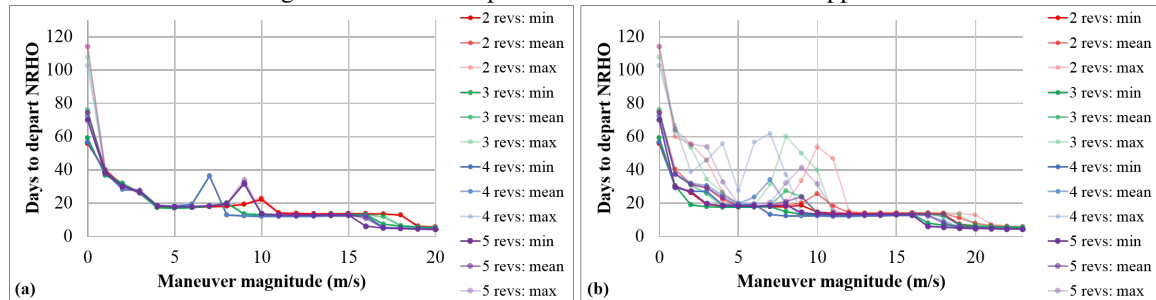 Days to depart NRHO
120
100
80
60
40
20
0
0
5
10
15
20
Maneuver magnitude (m/s)
(a)
2 revs: min
2 revs: mean
2 revs: max
3 revs: min
3 revs: mean
3 revs: max
4 revs: min
4 revs: mean
4 revs: max
5 revs: min
5 revs: mean
5 revs: max
Days to depart NRHO
120
100
80
60
40
20
0
0
5
10
15
20
Maneuver magnitude (m/s)
(b)
2 revs: min
2 revs: mean
2 revs: max
3 revs: min
3 revs: mean
3 revs: max
4 revs: min
4 revs: mean
4 revs: max
5 revs: min
5 revs: mean
5 revs: max